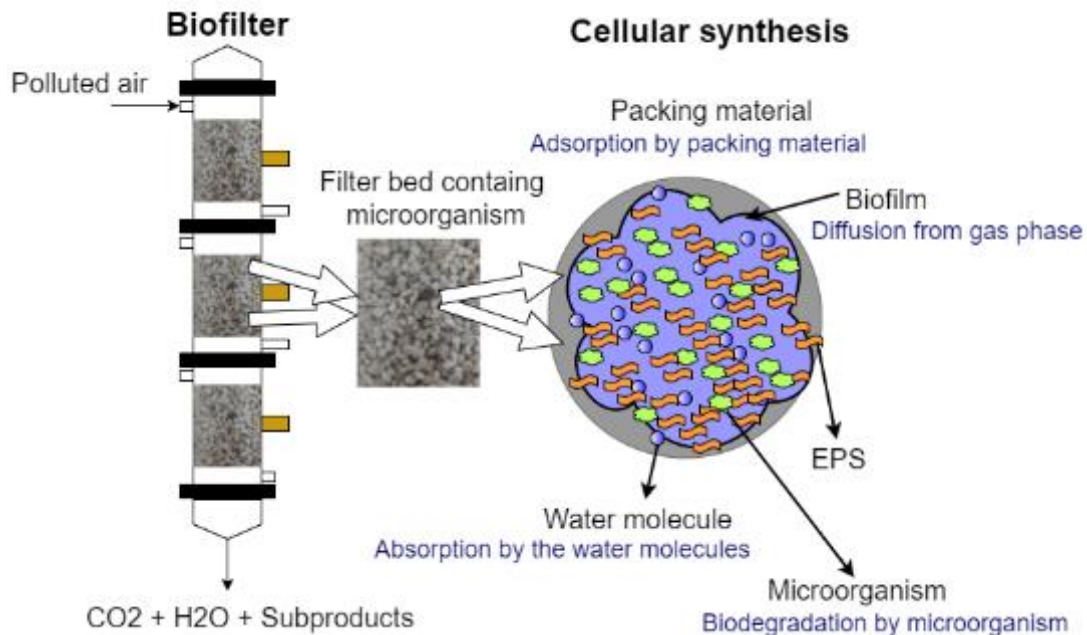 Biofilter
Cellular synthesis
Polluted air
Packing material
Adsorption by packing material
Filter bed containg
microorganism
Biofilm
Diffusion from gas phase
EPS
Water molecule
Absorption by the water molecules
Microorganism
Biodegradation by microorganism
CO2 + H2O + Subproducts